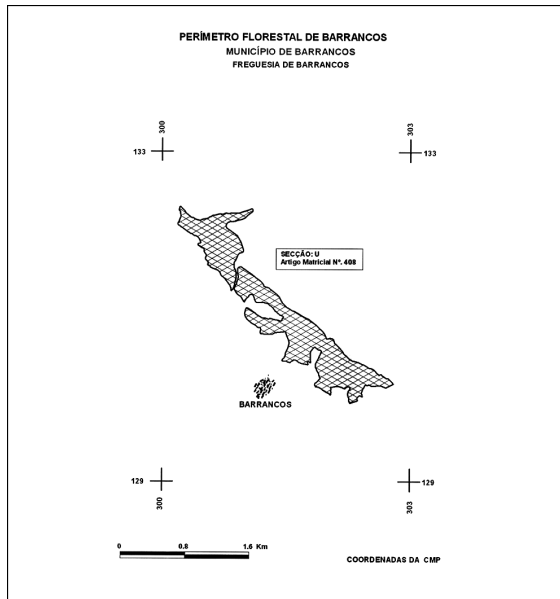 PERÍMETRO FLORESTAL DE BARRANCOS
MUNICÍPIO DE BARRANCOS
FREGUESIA DE BARRANCOS
300
303
133
133
SECÇÃO: U
Artigo Matricial Nº. 408
BARRANCOS
129
129
300
303
0 0.8 1.6 Km
COORDENADAS DA CMP